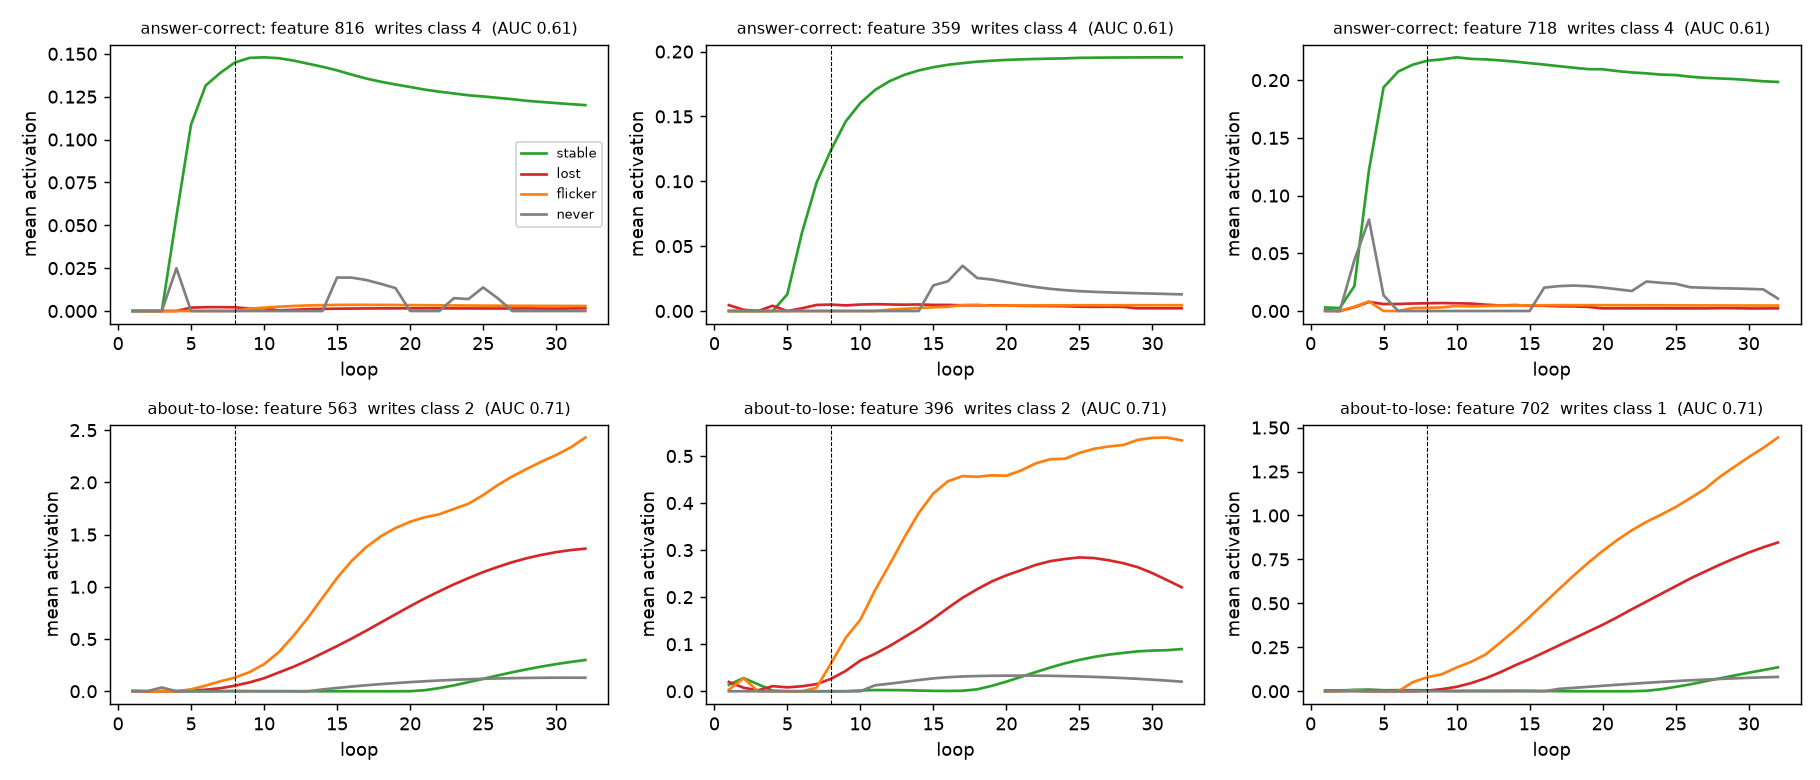 answer-correct: feature 816  writes class 4  (AUC 0.61)
mean activation
0.150
0.125
0.100
0.075
0.050
0.025
0.000
stable
lost
flicker
never
0 5 10 15 20 25 30
loop
answer-correct: feature 359  writes class 4  (AUC 0.61)
mean activation
0.20
0.15
0.10
0.05
0.00
0 5 10 15 20 25 30
loop
answer-correct: feature 718  writes class 4  (AUC 0.61)
mean activation
0.20
0.15
0.10
0.05
0.00
0 5 10 15 20 25 30
loop
about-to-lose: feature 563  writes class 2  (AUC 0.71)
mean activation
2.5
2.0
1.5
1.0
0.5
0.0
0 5 10 15 20 25 30
loop
about-to-lose: feature 396  writes class 2  (AUC 0.71)
mean activation
0.5
0.4
0.3
0.2
0.1
0.0
0 5 10 15 20 25 30
loop
about-to-lose: feature 702  writes class 1  (AUC 0.71)
mean activation
1.50
1.25
1.00
0.75
0.50
0.25
0.00
0 5 10 15 20 25 30
loop